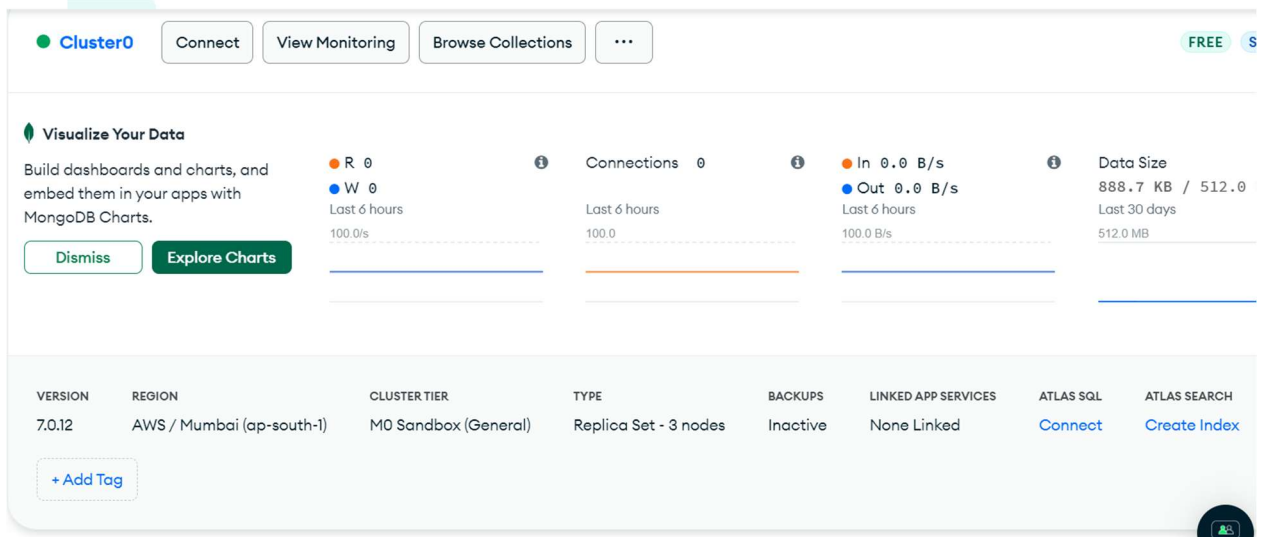 Cluster0 Connect View Monitoring Browse Collections ... FREE S
Visualize Your Data
Build dashboards and charts, and
embed them in your apps with
MongoDB Charts.
Dismiss Explore Charts
R 0
W 0
Last 6 hours
100.0/s
Connections 0
Last 6 hours
100.0
In 0.0 B/s
Out 0.0 B/s
Last 6 hours
100.0 B/s
Data Size
888.7 KB / 512.0
Last 30 days
512.0 MB
VERSION REGION CLUSTER TIER TYPE BACKUPS LINKED APP SERVICES ATLAS SQL ATLAS SEARCH
7.0.12 AWS / Mumbai (ap-south-1) M0 Sandbox (General) Replica Set - 3 nodes Inactive None Linked Connect Create Index
+ Add Tag